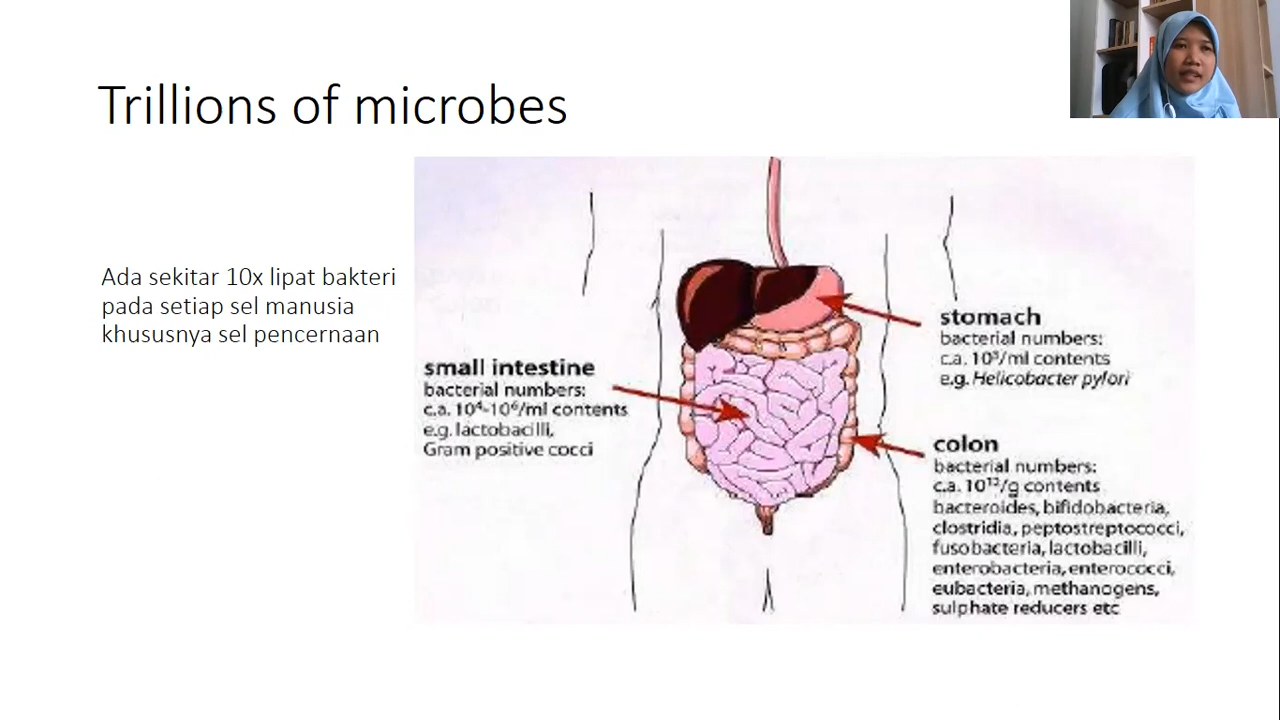 Trillions of microbes
Ada sekitar 10x lipat bakteri
pada setiap sel manusia
khususnya sel pencernaan
small intestine
bacterial numbers:
c.a. 10⁴-10⁶/ml contents
e.g. lactobacilli,
Gram positive cocci
stomach
bacterial numbers:
c.a. /ml contents
e.g. Helicobacter pylori
colon
bacterial numbers:
c.a. 10¹²/g contents
bacteroides, bifidobacteria,
clostridia, peptostreptococci,
fusobacteria, lactobacilli,
enterobacteria, enterococci,
eubacteria, methanogens,
sulphate reducers etc